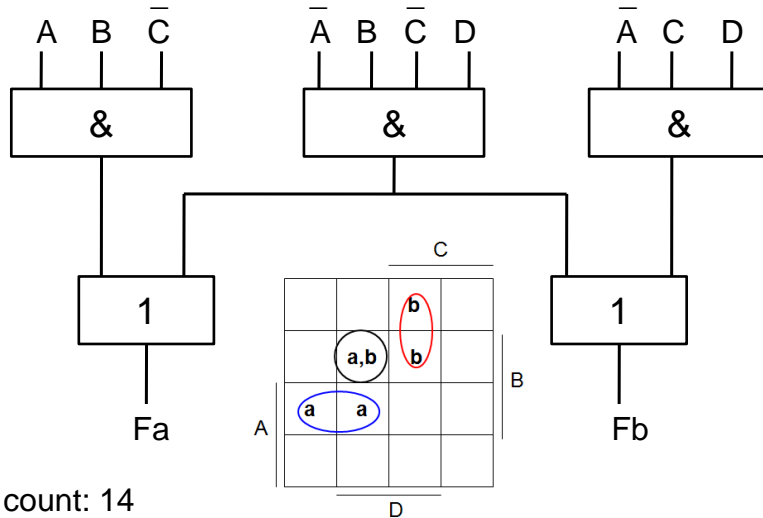 A B C̅ A̅ B C̅ D A̅ C D
& & &
C
1 b 1
a,b b B
a a
A
Fa Fb
count: 14
D